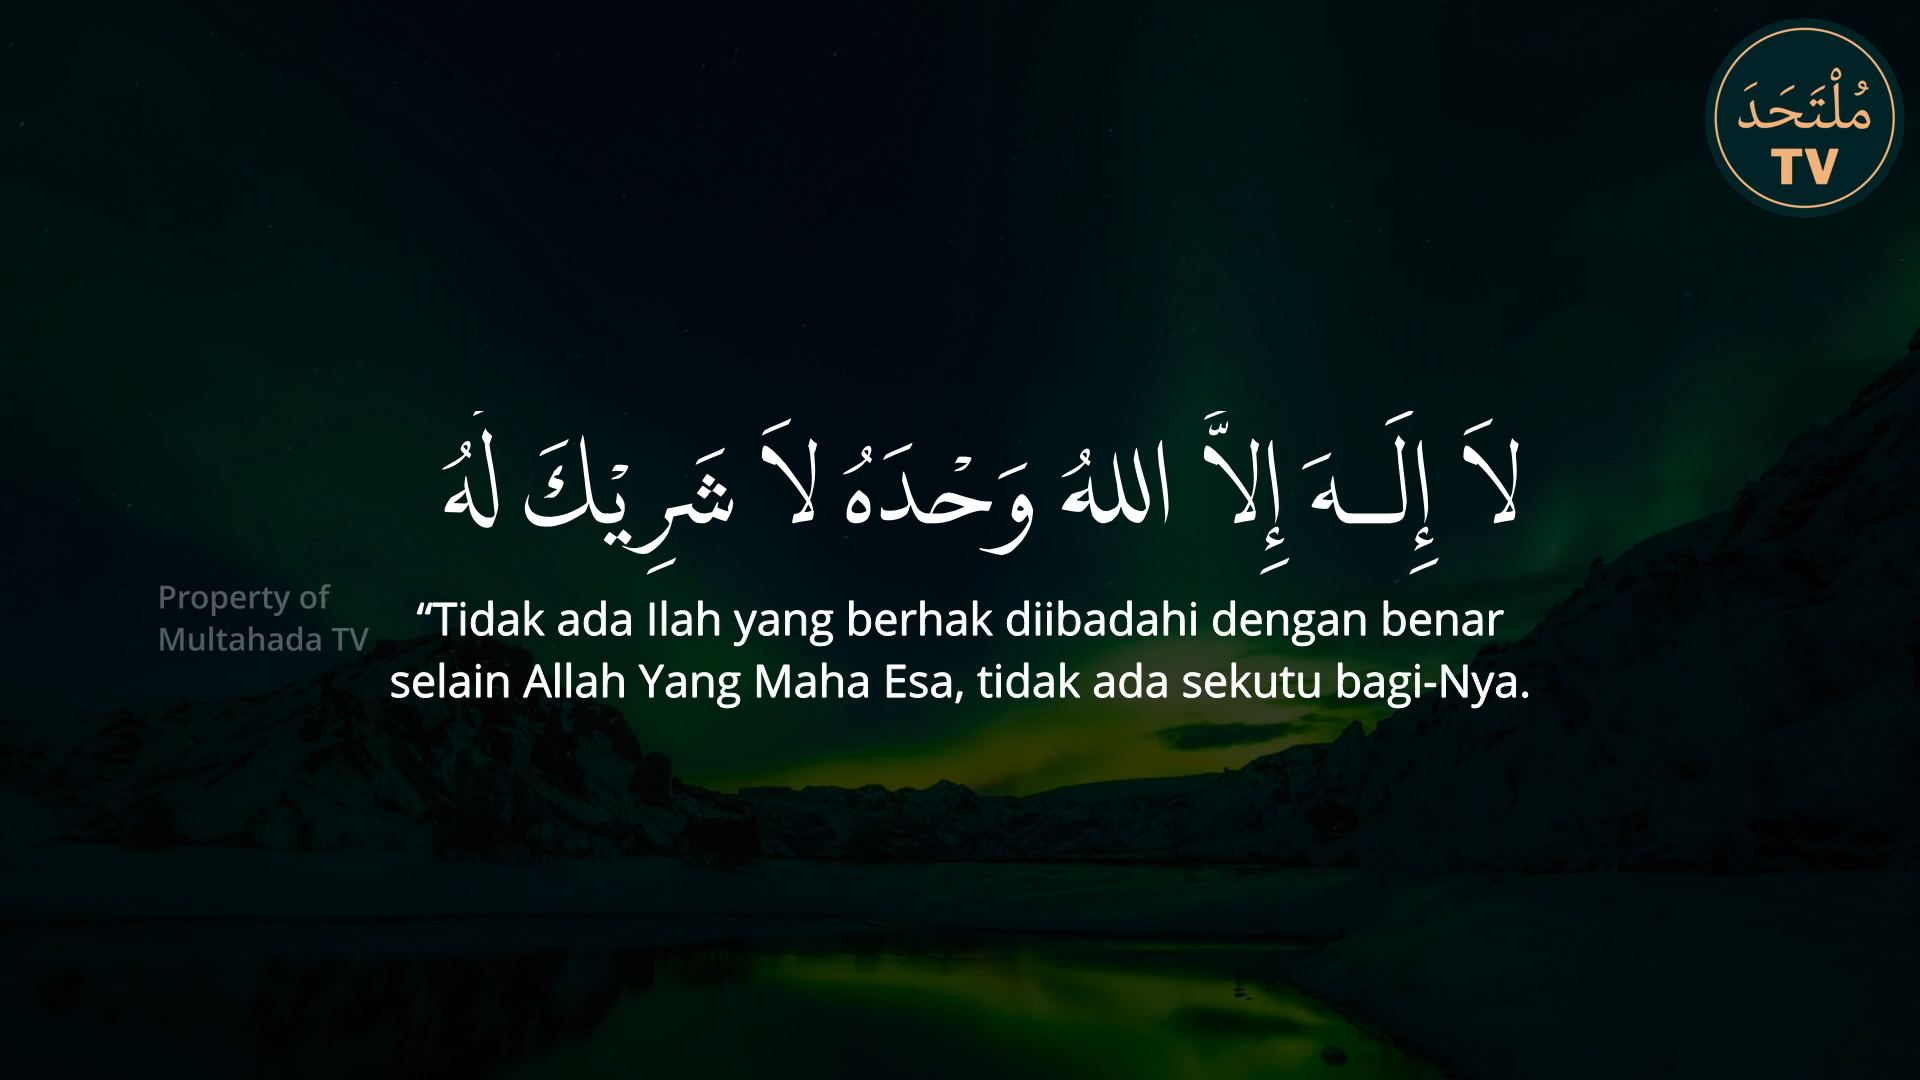 مُلْتَحَدَ
TV
لاَ إِلَـــهَ إِلاَّ اللهُ وَحْدَهُ لاَ شَرِيْكَ لَهُ
Property of
Multahada TV
“Tidak ada Ilah yang berhak diibadahi dengan benar
selain Allah Yang Maha Esa, tidak ada sekutu bagi-Nya.